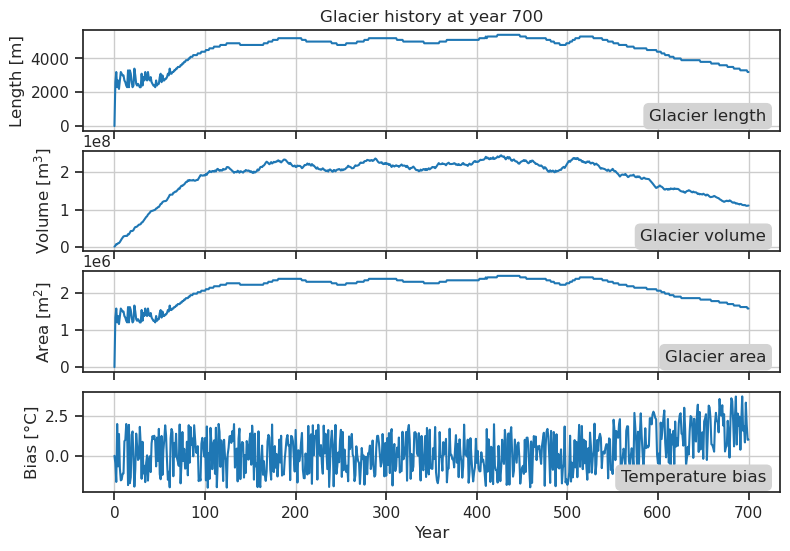 Glacier history at year 700
Length [m]
4000
2000
0
Glacier length
1e8
Volume [m³]
2
1
0
Glacier volume
1e6
Area [m²]
2
1
0
Glacier area
Bias [°C]
2.5
0.0
Temperature bias
0 100 200 300 400 500 600 700
Year